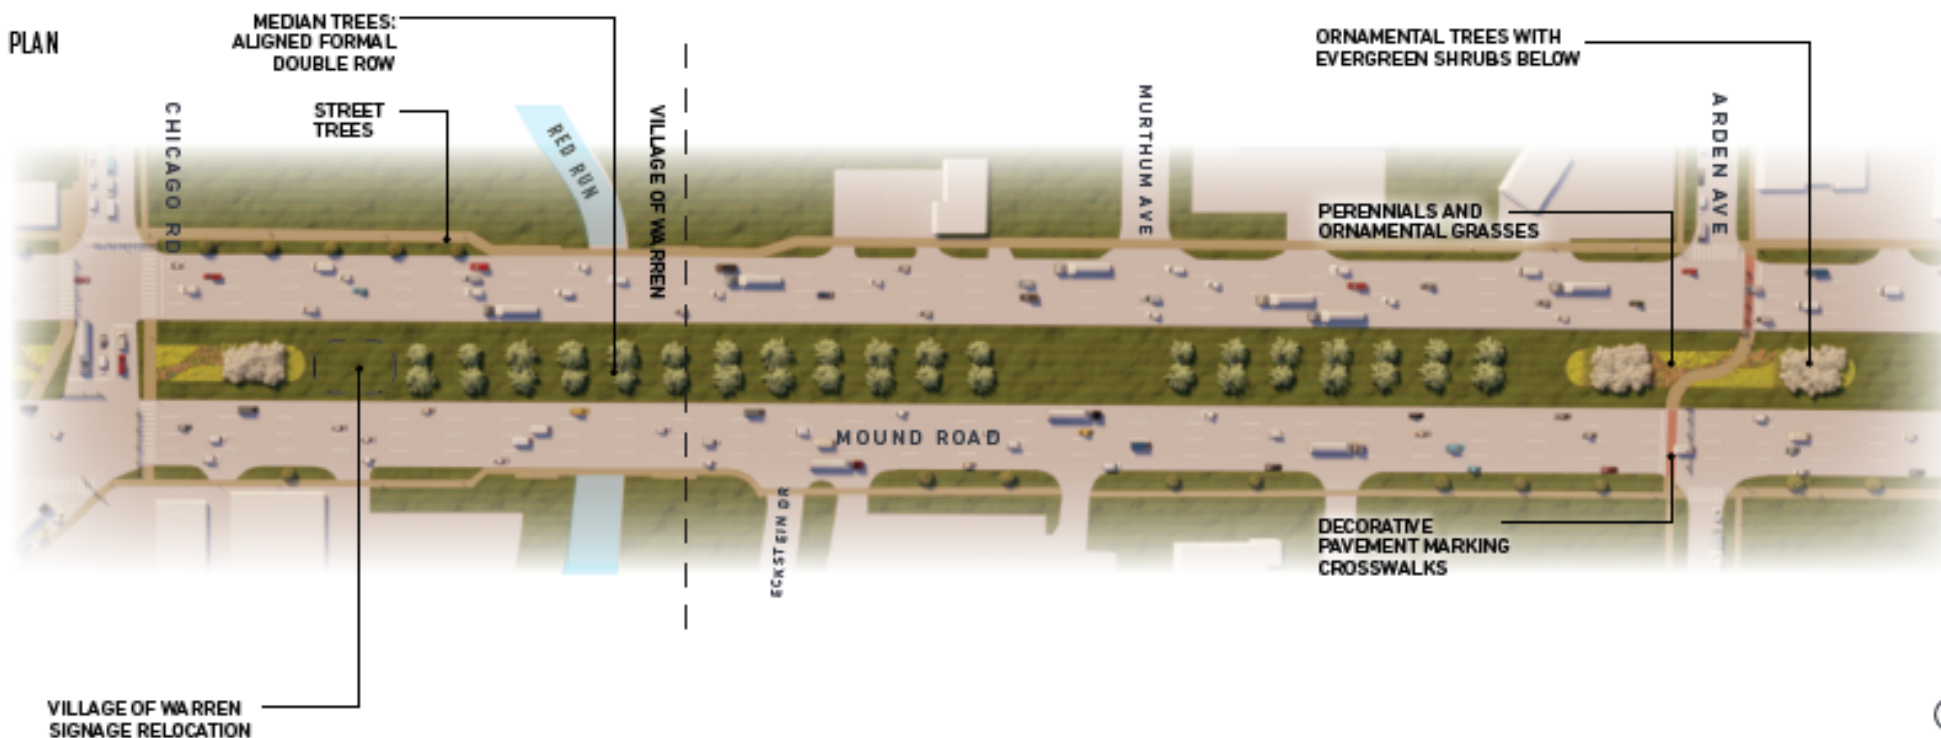 PLAN
MEDIAN TREES:
ALIGNED FORMAL
DOUBLE ROW
STREET
TREES
CHICAGO RD
RED RUN
VILLAGE OF WARREN
MURTHUM AVE
ORNAMENTAL TREES WITH
EVERGREEN SHRUBS BELOW
ARDEN AVE
PERENNIALS AND
ORNAMENTAL GRASSES
MOUND ROAD
ECKSTEIN DR
DECORATIVE
PAVEMENT MARKING
CROSSWALKS
VILLAGE OF WARREN
SIGNAGE RELOCATION